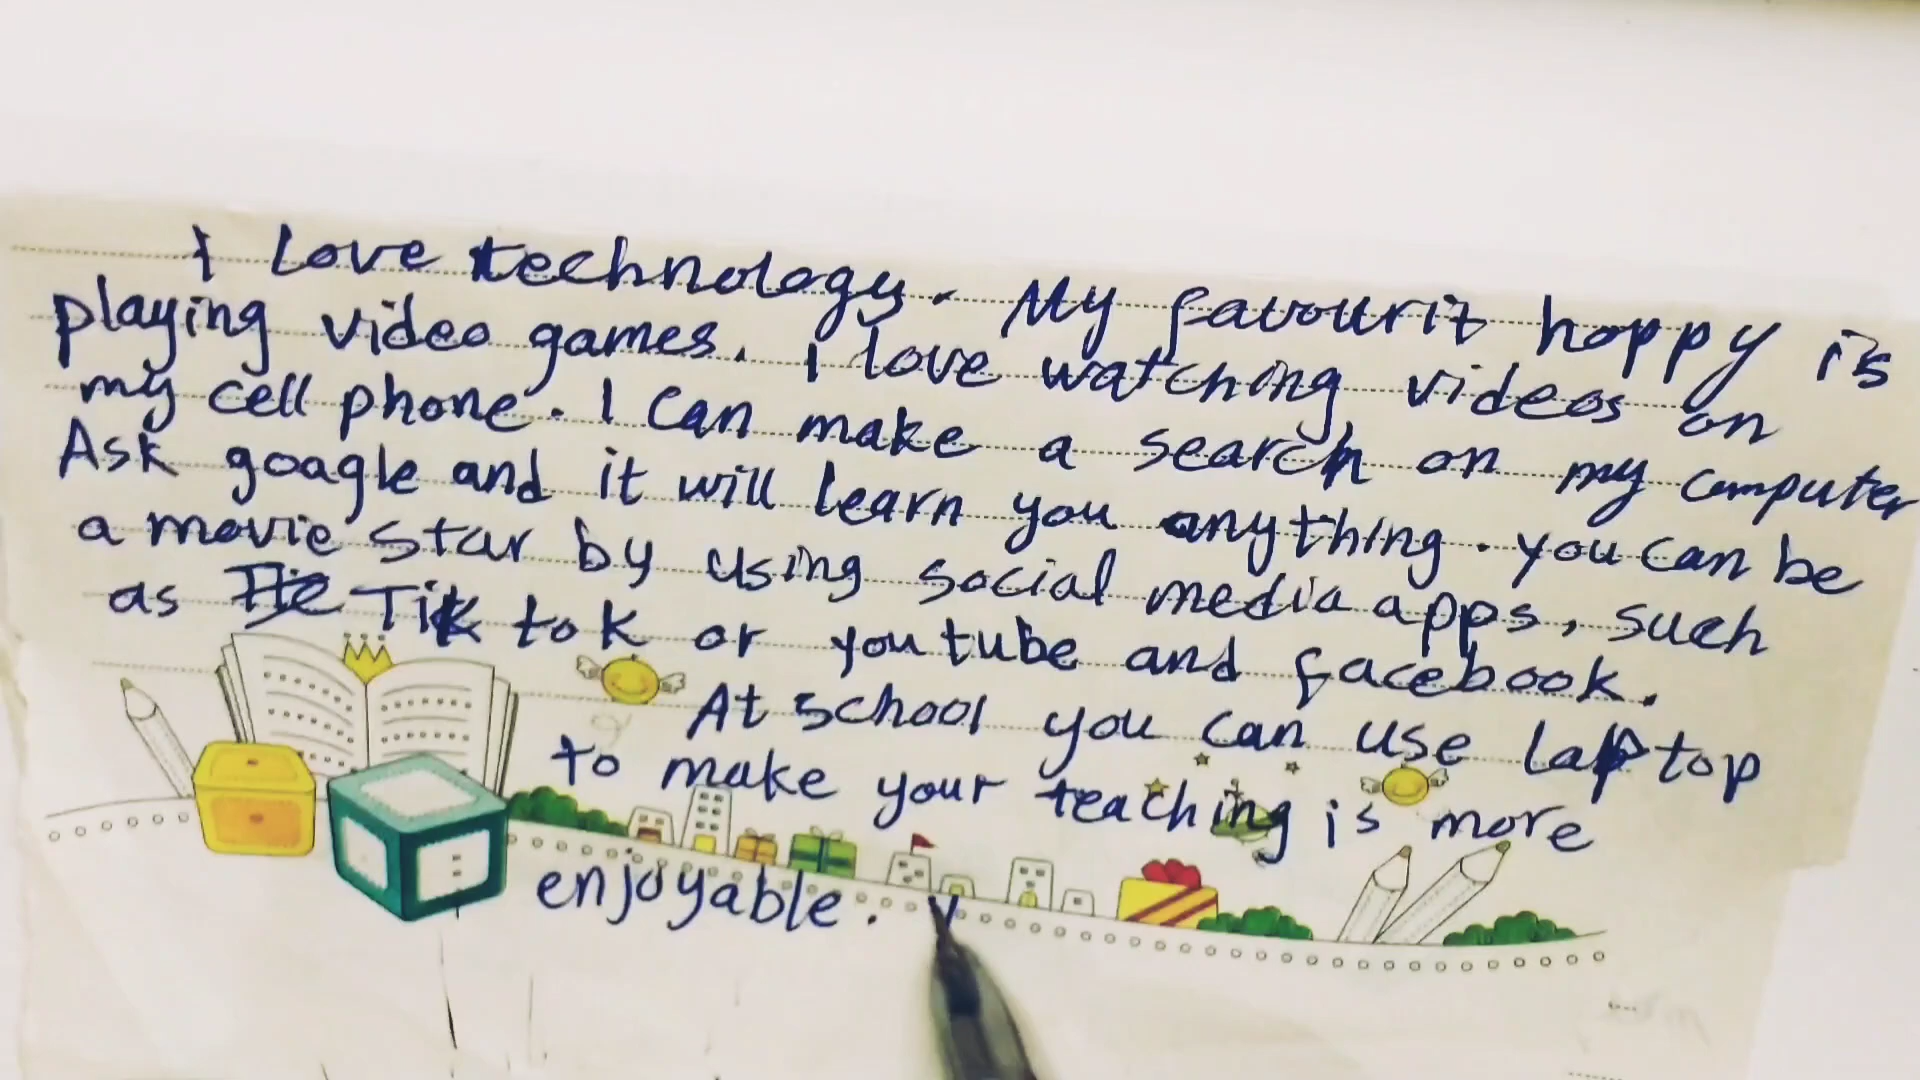 I Love technology. My favourit hoppy is
playing video games. I love watching videos on
my cell phone. I can make a search on my computer
Ask goagle and it will learn you anything. you can be
a movie star by using social media apps, such
as Tik tok or youtube and facebook.
At school you can use laptop
to make your teaching is more
enjoyable.